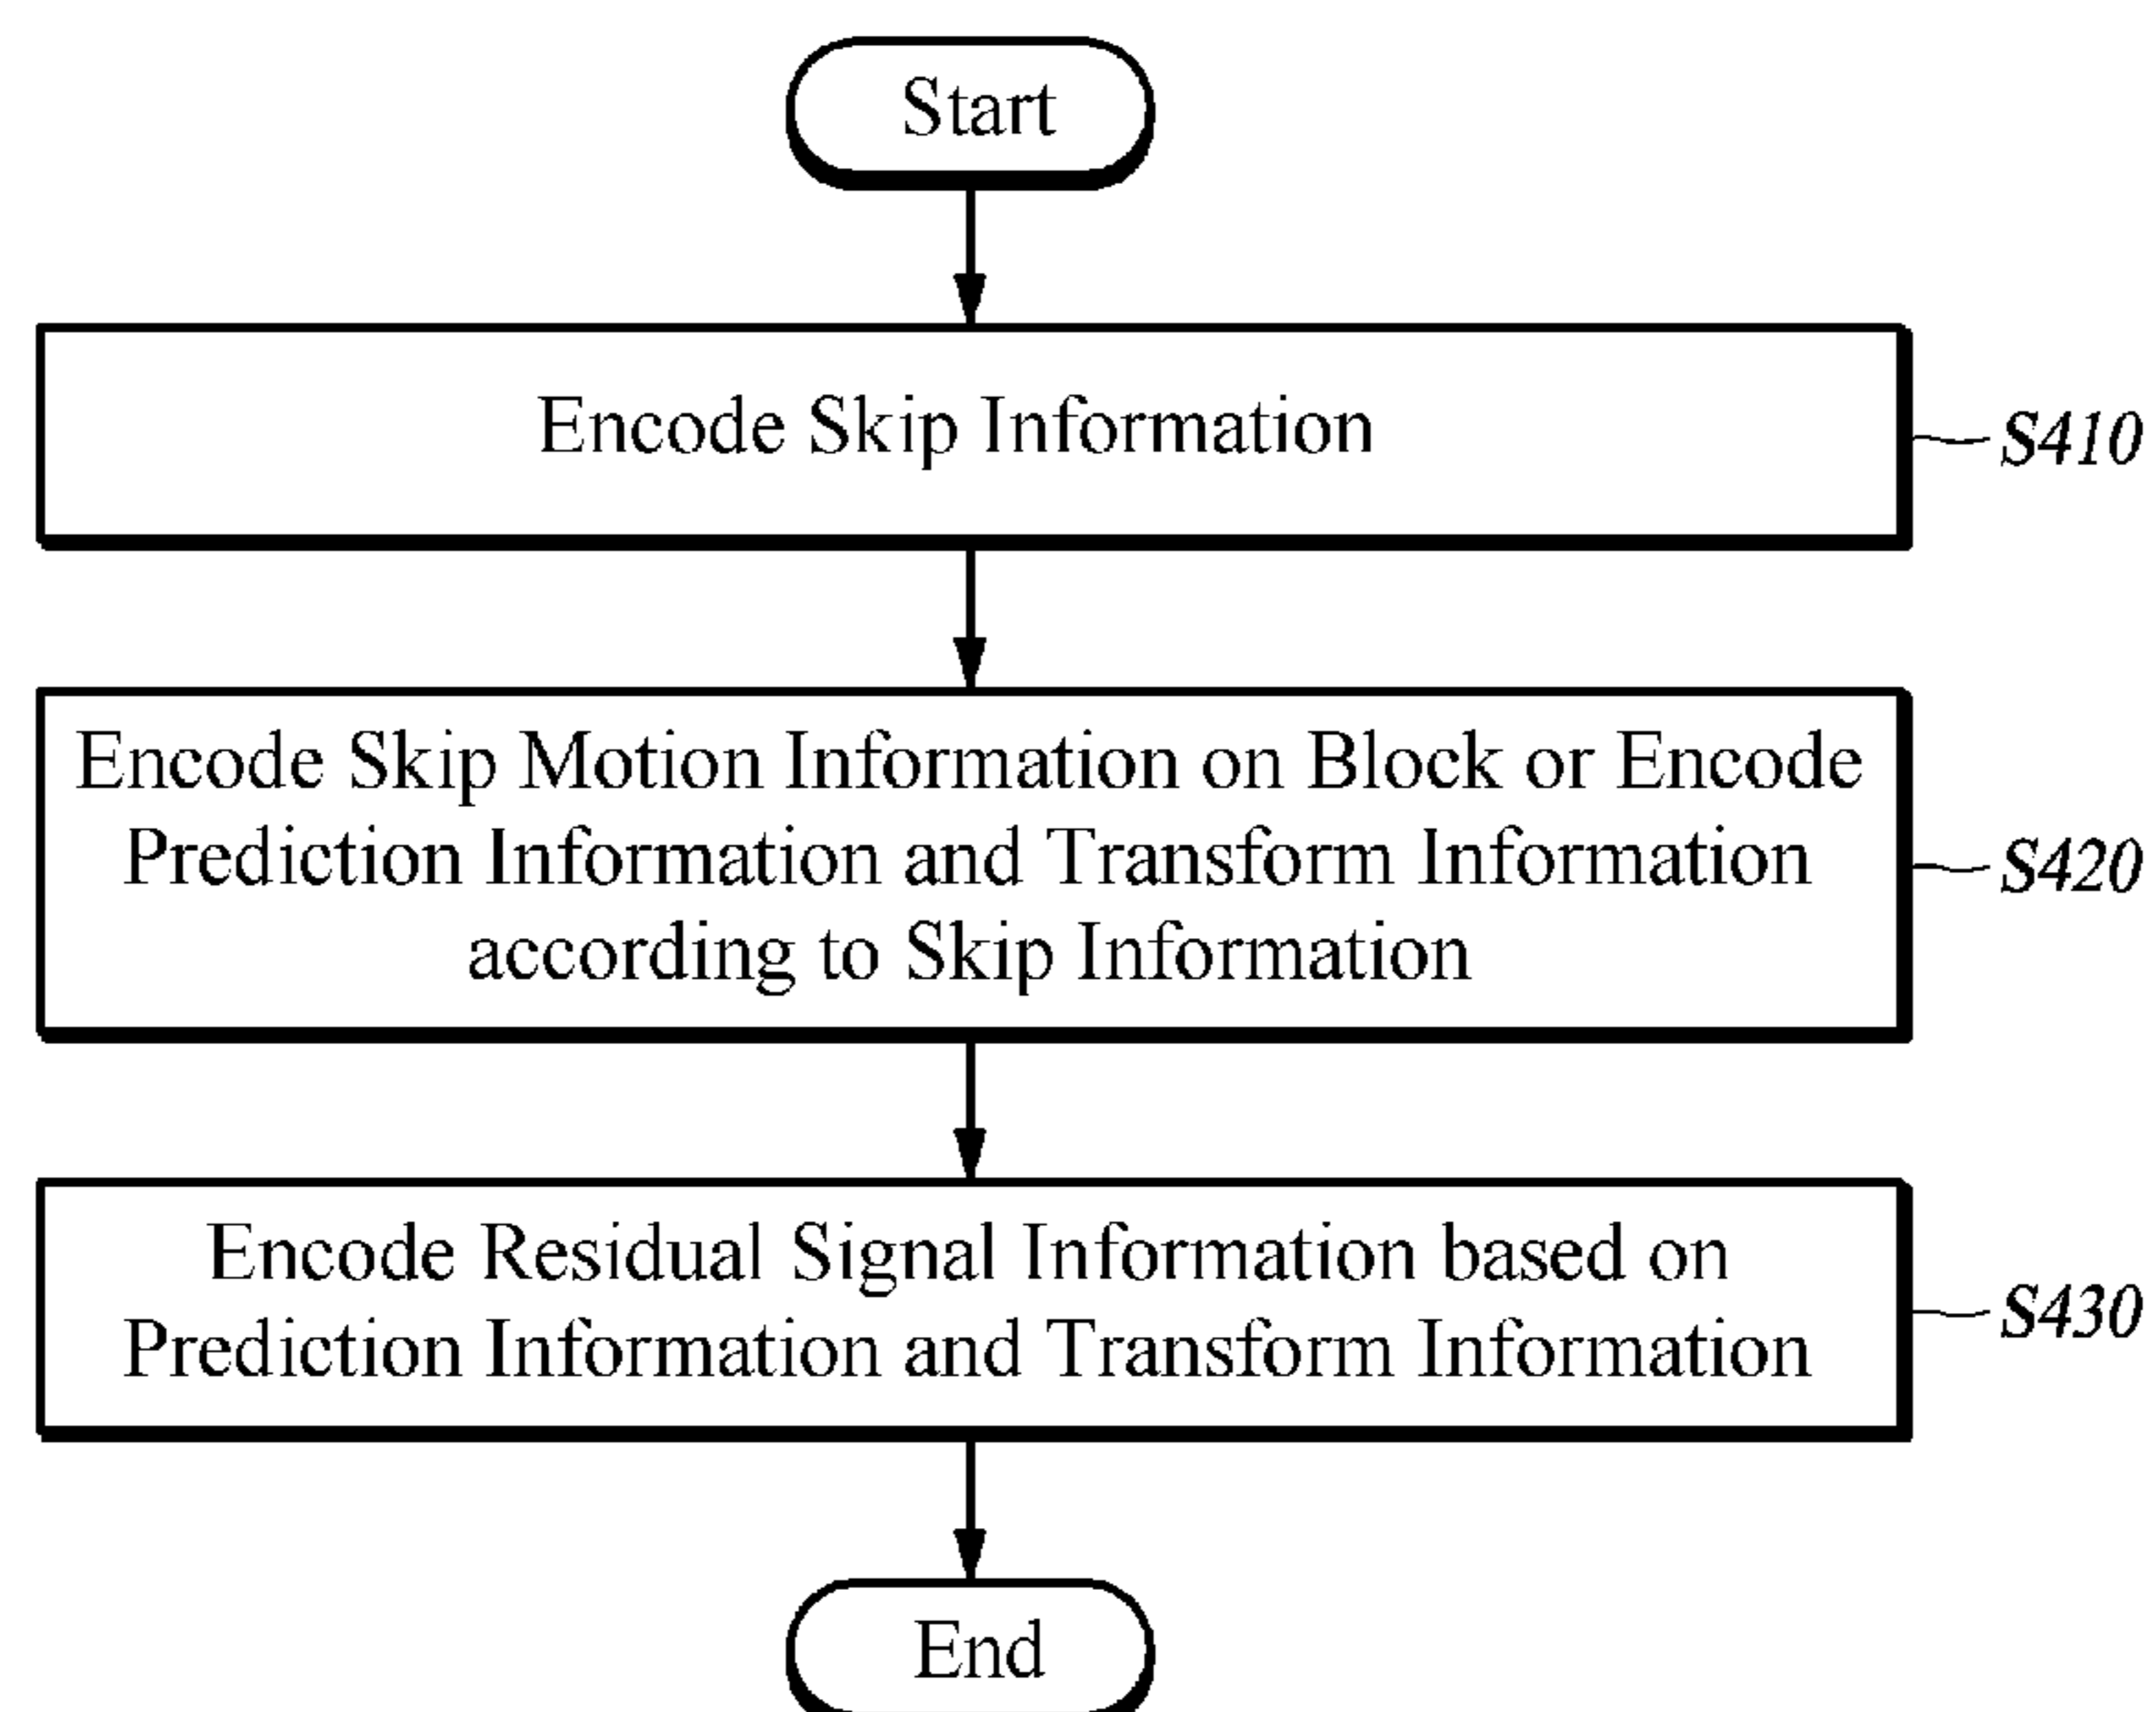 Start
Encode Skip Information
S410
Encode Skip Motion Information on Block or Encode
Prediction Information and Transform Information
according to Skip Information
S420
Encode Residual Signal Information based on
Prediction Information and Transform Information
S430
End